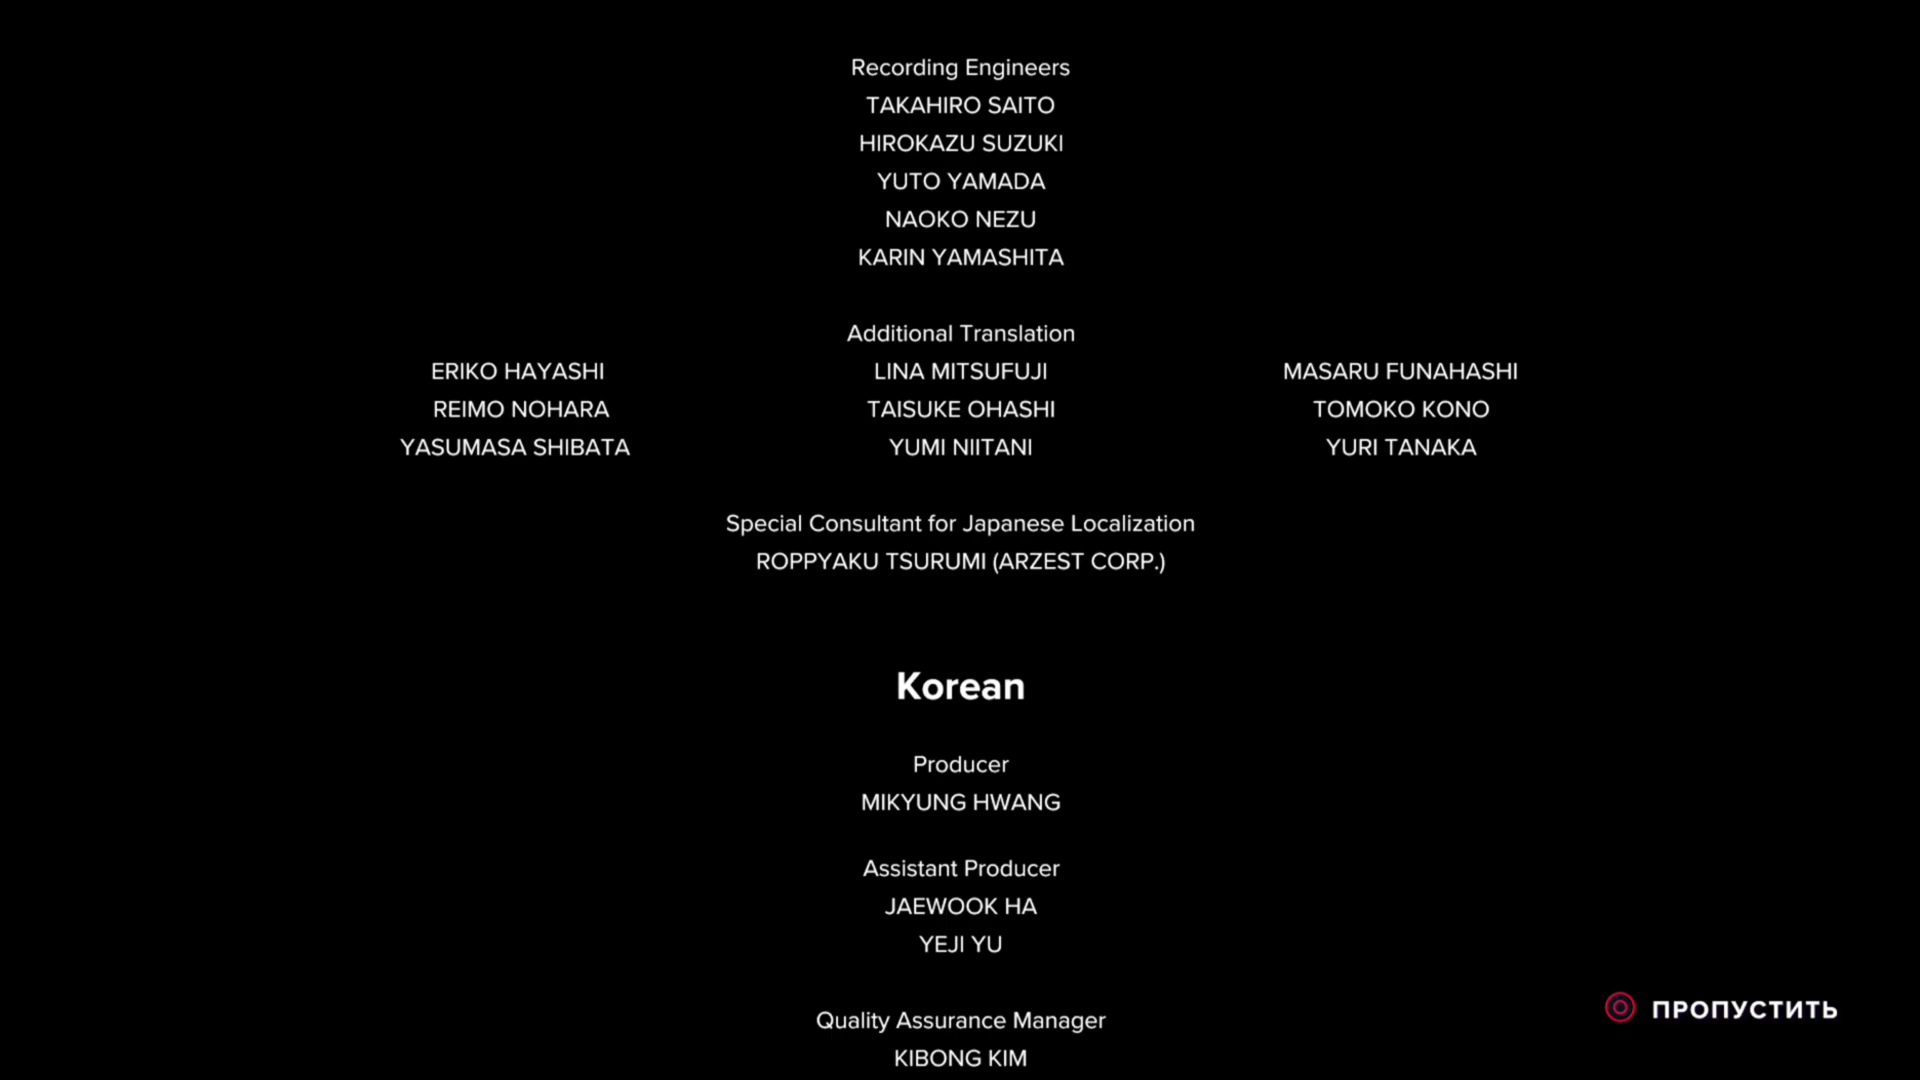 Recording Engineers
TAKAHIRO SAITO
HIROKAZU SUZUKI
YUTO YAMADA
NAOKO NEZU
KARIN YAMASHITA
Additional Translation
ERIKO HAYASHI LINA MITSUFUJI MASARU FUNAHASHI
REIMO NOHARA TAISUKE OHASHI TOMOKO KONO
YASUMASA SHIBATA YUMI NIITANI YURI TANAKA
Special Consultant for Japanese Localization
ROPPYAKU TSURUMI (ARZEST CORP.)
Korean
Producer
MIKYUNG HWANG
Assistant Producer
JAEWOOK HA
YEJI YU
Quality Assurance Manager
KIBONG KIM
ПРОПУСТИТЬ